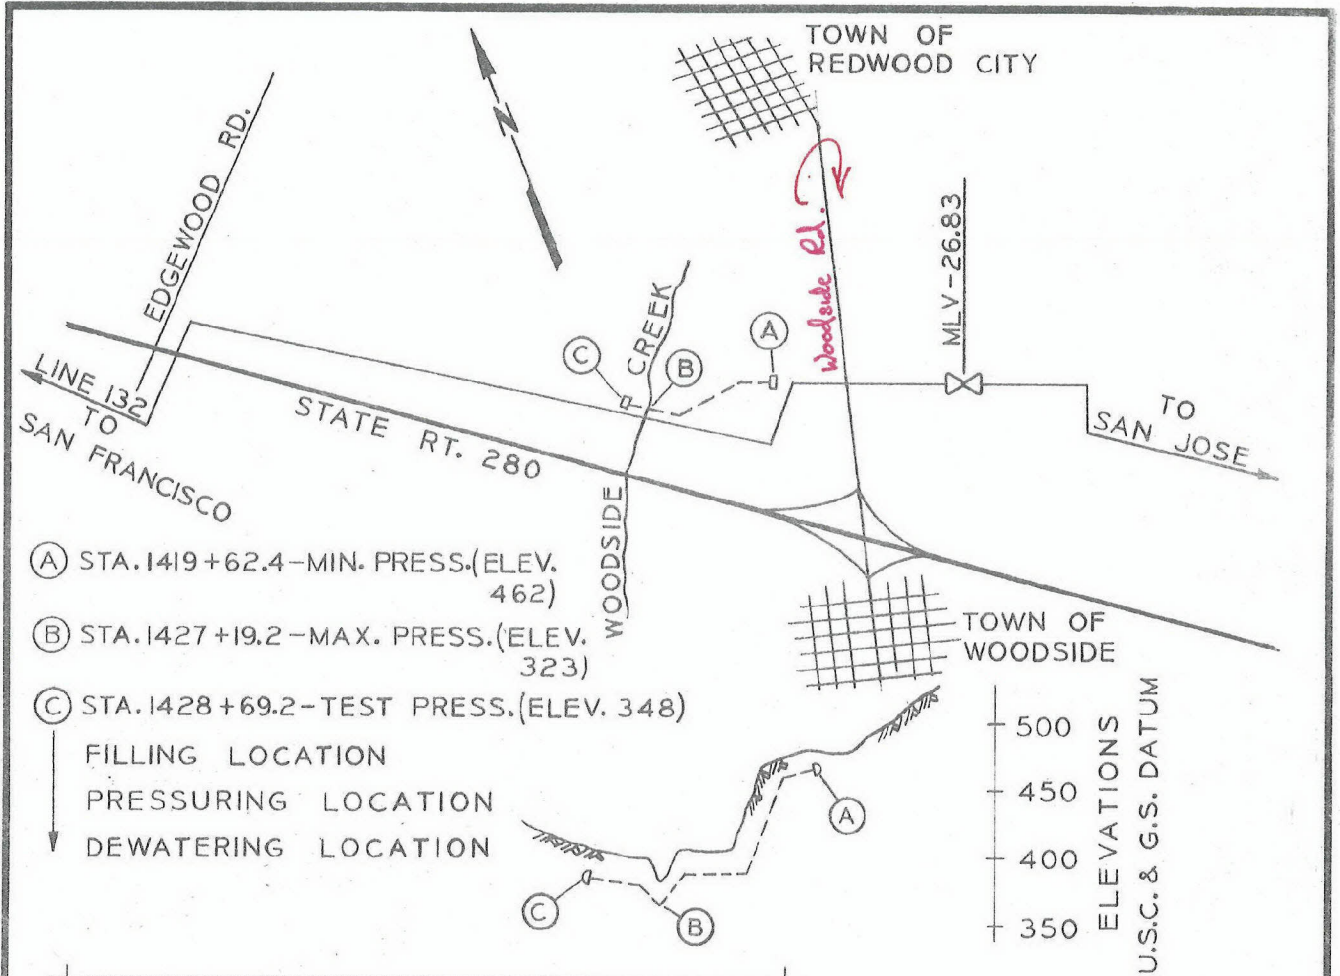 TOWN OF
REDWOOD CITY
N
EDGEWOOD RD.
Woodside Rd.
MLV-26.83
CREEK
A
C
B
LINE 132
TO
SAN FRANCISCO
STATE RT. 280
TO
SAN JOSE
WOODSIDE
A STA. 1419+62.4-MIN. PRESS.(ELEV.
462)
B STA. 1427+19.2-MAX. PRESS.(ELEV.
323)
C STA. 1428+69.2-TEST PRESS.(ELEV. 348)
FILLING LOCATION
PRESSURING LOCATION
DEWATERING LOCATION
TOWN OF
WOODSIDE
A
C
B
500
450
400
350
ELEVATIONS
U.S.C. & G.S. DATUM